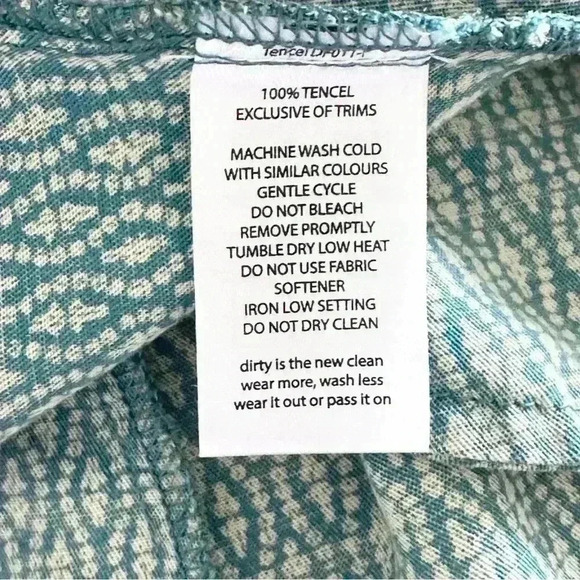 Tencel
100% TENCEL
EXCLUSIVE OF TRIMS
MACHINE WASH COLD
WITH SIMILAR COLOURS
GENTLE CYCLE
DO NOT BLEACH
REMOVE PROMPTLY
TUMBLE DRY LOW HEAT
DO NOT USE FABRIC
SOFTENER
IRON LOW SETTING
DO NOT DRY CLEAN
dirty is the new clean
wear more, wash less
wear it out or pass it on